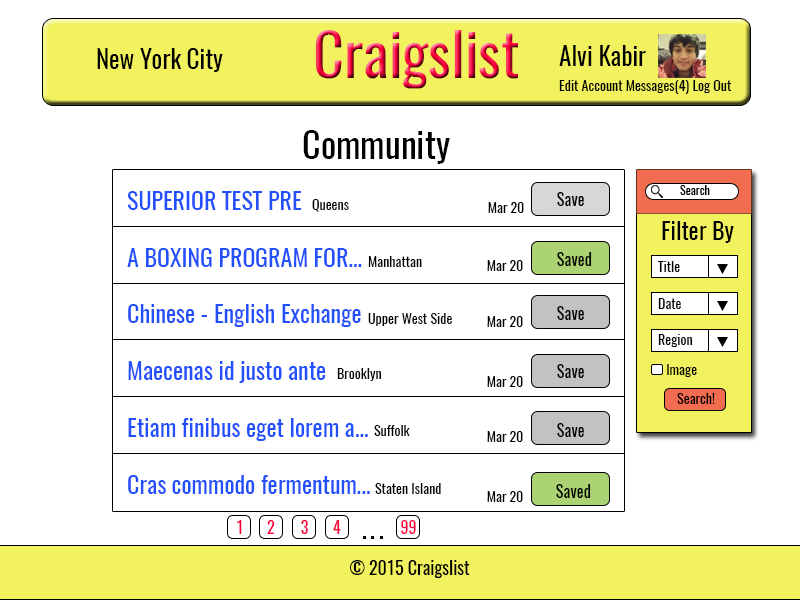 New York City
Craigslist
Alvi Kabir
Edit Account Messages(4) Log Out
Community
SUPERIOR TEST PRE Queens Mar 20 Save
A BOXING PROGRAM FOR... Manhattan Mar 20 Saved
Chinese - English Exchange Upper West Side Mar 20 Save
Maecenas id justo ante Brooklyn Mar 20 Save
Etiam finibus eget lorem a... Suffolk Mar 20 Save
Cras commodo fermentum... Staten Island Mar 20 Saved
1 2 3 4 ... 99
Search
Filter By
Title
Date
Region
Image
Search!
© 2015 Craigslist